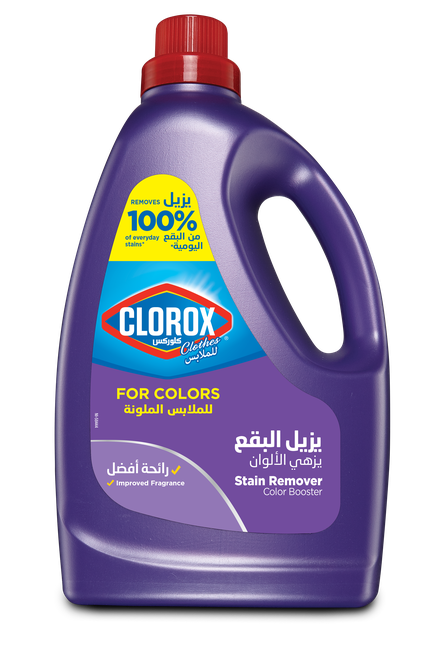 REMOVES يزيل
100%
of everyday من البقع
stains* اليومية*
CLOROX®
كلوركس
Clothes
للملابس
FOR COLORS
للملابس الملونة
يزيل البقع
يزهي الألوان
Stain Remover
Color Booster
رائحة أفضل
Improved Fragrance